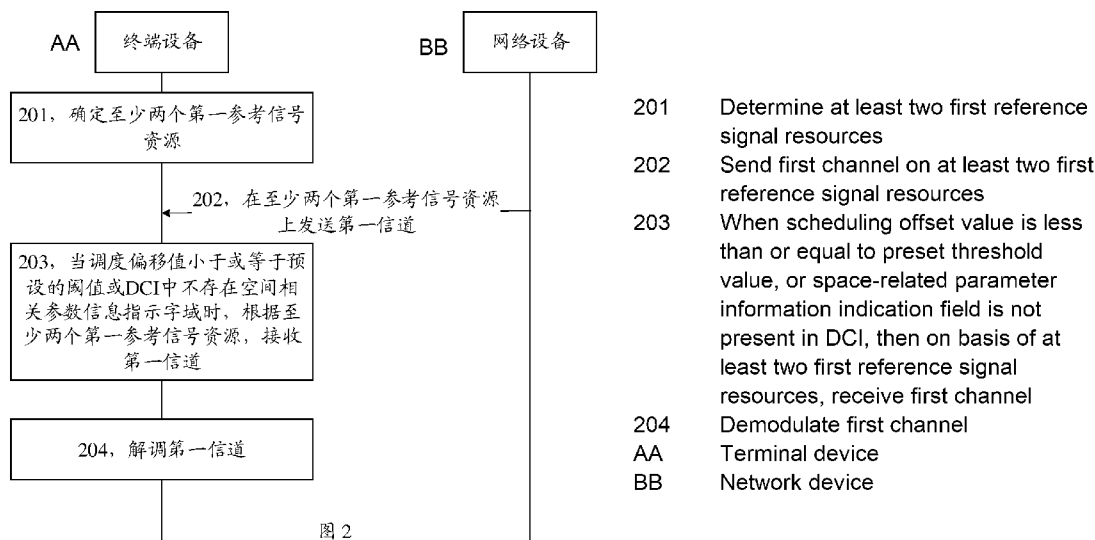 AA
终端设备
BB
网络设备
201，确定至少两个第一参考信号
资源
202，在至少两个第一参考信号资源
上发送第一信道
203，当调度偏移值小于或等于预
设的阈值或DCI中不存在空间相
关参数信息指示字域时，根据至
少两个第一参考信号资源，接收
第一信道
204，解调第一信道
图 2
201 Determine at least two first reference
signal resources
202 Send first channel on at least two first
reference signal resources
203 When scheduling offset value is less
than or equal to preset threshold
value, or space-related parameter
information indication field is not
present in DCI, then on basis of at
least two first reference signal
resources, receive first channel
204 Demodulate first channel
AA Terminal device
BB Network device